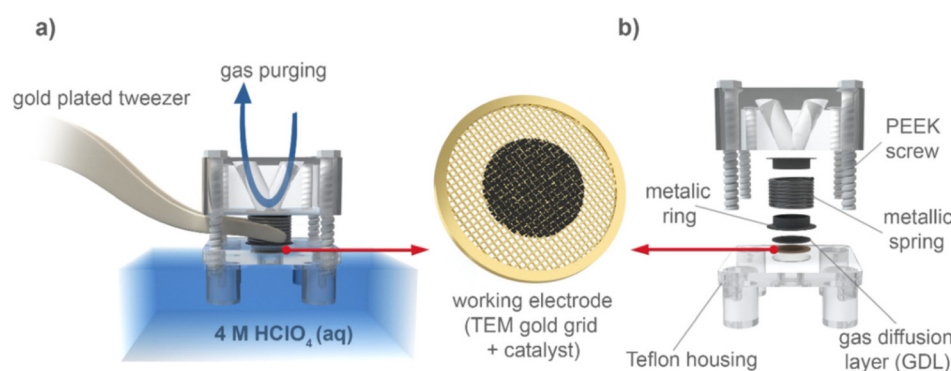 a)
gas purging
gold plated tweezer
4 M HClO₄ (aq)
working electrode
(TEM gold grid
+ catalyst)
b)
PEEK
screw
metalic
ring
metallic
spring
Teflon housing
gas diffusion
layer (GDL)